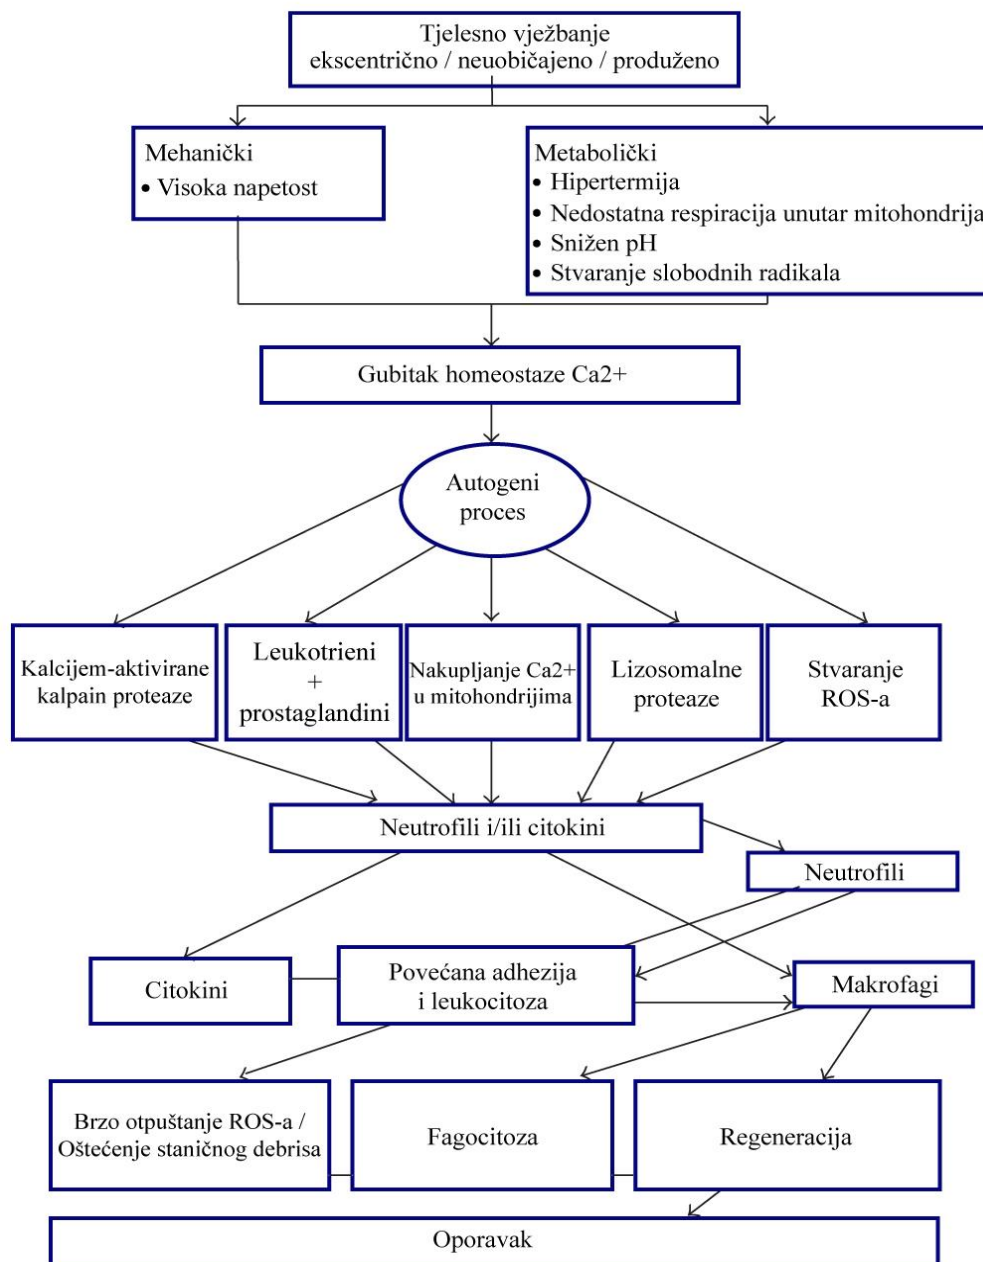 Tjelesno vježbanje
ekscentrično / neuobičajeno / produženo
Mehanički
• Visoka napetost
Metabolički
• Hipertermija
• Nedostatna respiracija unutar mitohondrija
• Snižen pH
• Stvaranje slobodnih radikala
Gubitak homeostaze Ca2+
Autogeni
proces
Kalcijem-aktivirane
kalpain proteaze
Leukotrieni
+
prostaglandini
Nakupljanje Ca2+
u mitohondrijima
Lizosomalne
proteaze
Stvaranje
ROS-a
Neutrofili i/ili citokini
Neutrofili
Citokini
Povećana adhezija
i leukocitoza
Makrofagi
Brzo otpuštanje ROS-a /
Oštećenje staničnog debrisa
Fagocitoza
Regeneracija
Oporavak